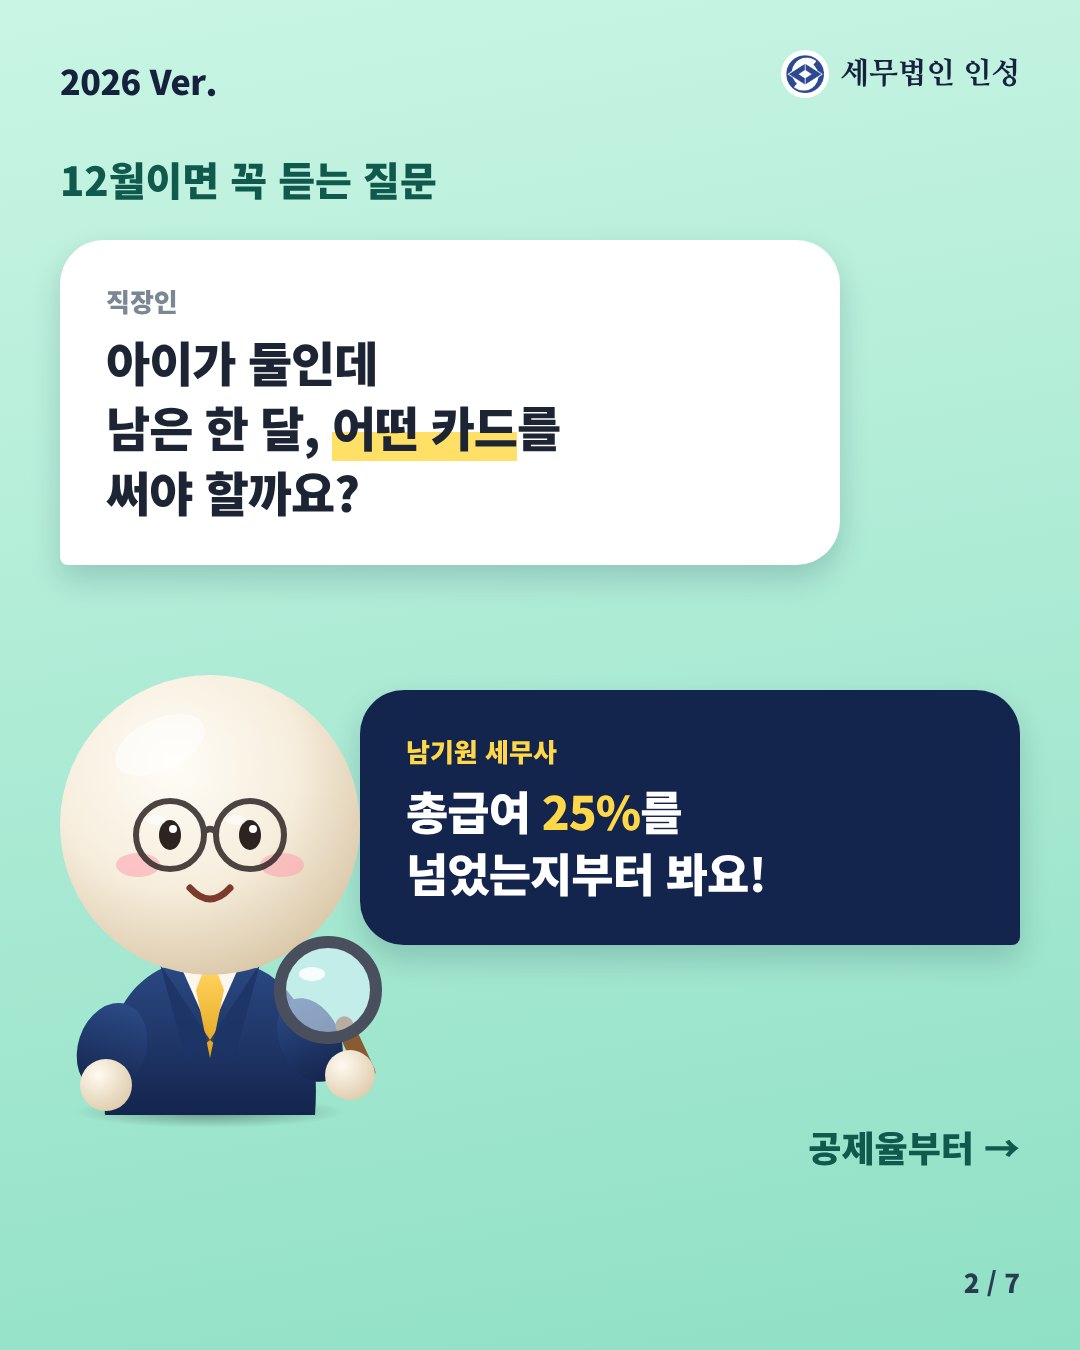 2026 Ver.
세무법인 인성
12월이면 꼭 듣는 질문
직장인
아이가 둘인데
남은 한 달, 어떤 카드를
써야 할까요?
남기원 세무사
총급여 25%를
넘었는지부터 봐요!
공제율부터 →
2 / 7